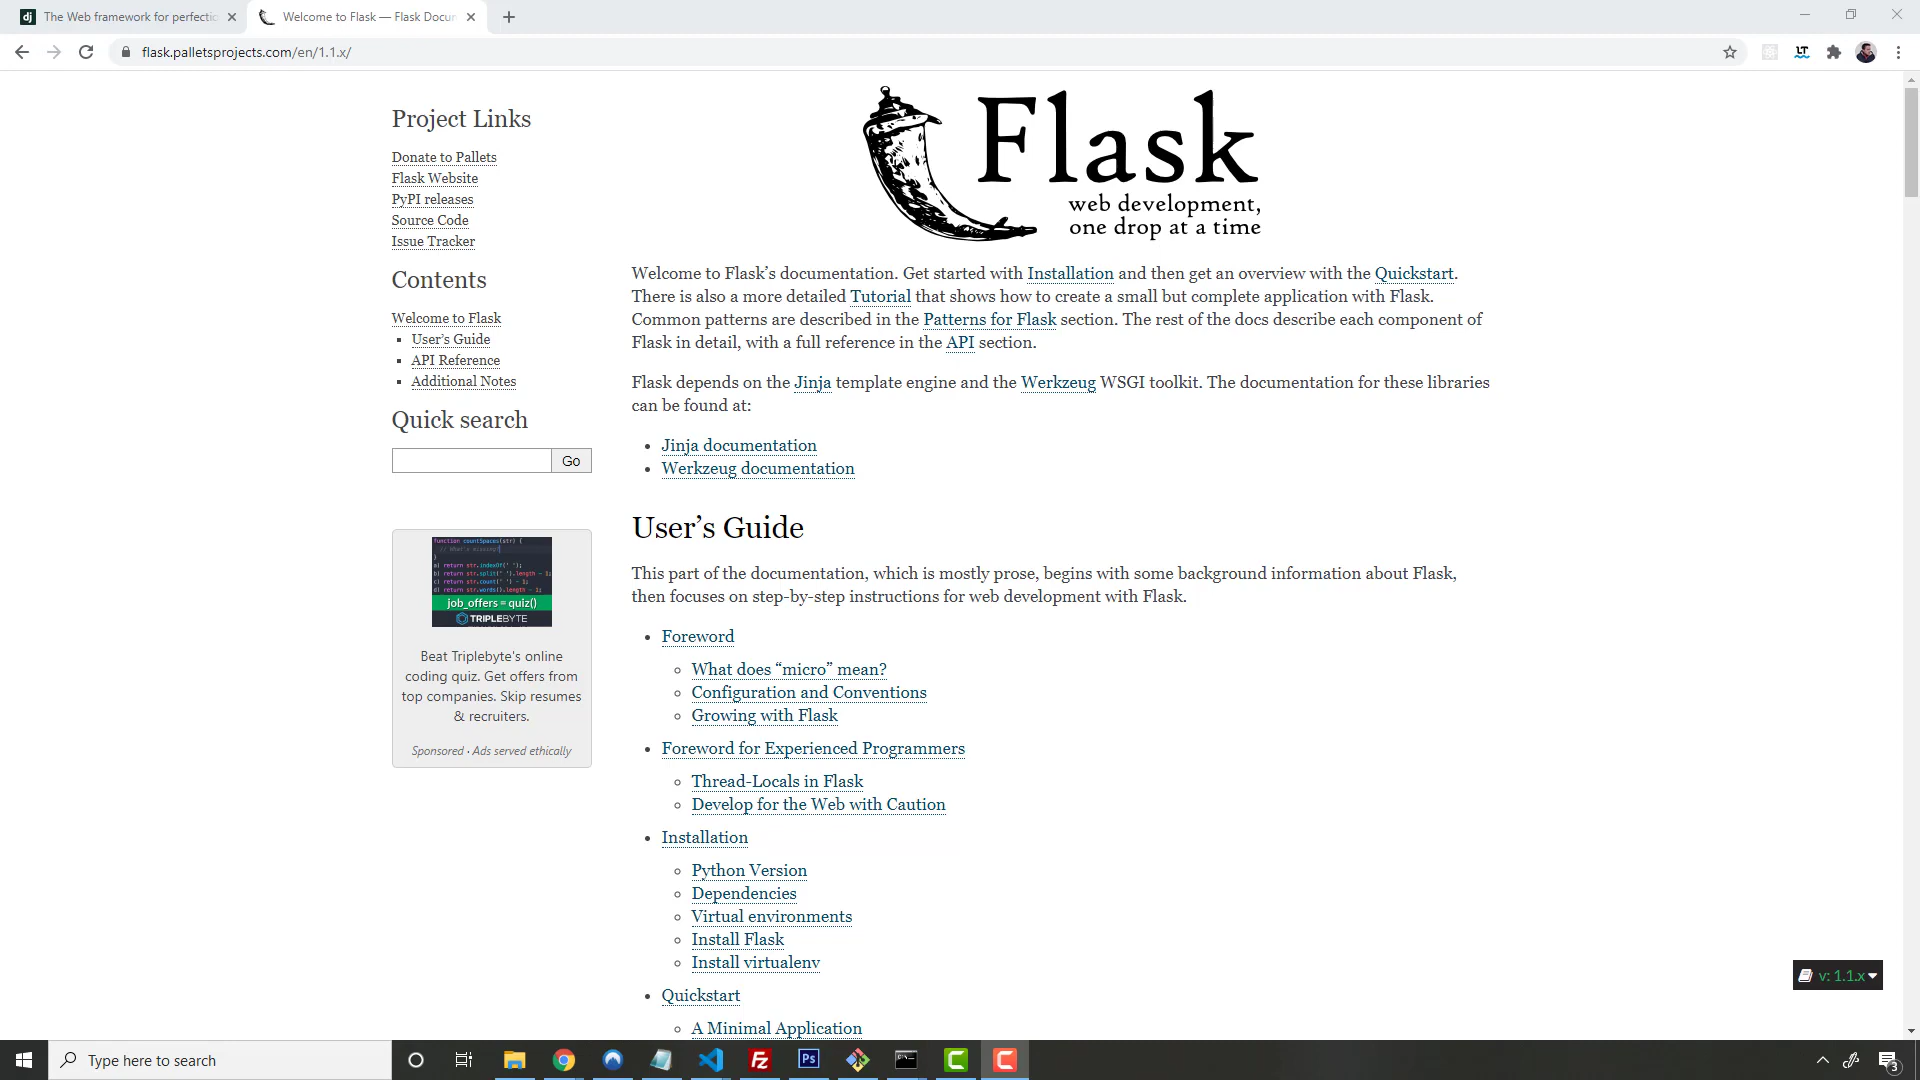 dj The Web framework for perfectio
Welcome to Flask — Flask Docum
flask.palletsprojects.com/en/1.1.x/
LT
Project Links
Donate to Pallets
Flask Website
PyPI releases
Source Code
Issue Tracker
Contents
Welcome to Flask
User's Guide
API Reference
Additional Notes
Quick search
Go
function countSpaces(str) {
// What's missing?
}
a) return str.indexOf(' ');
b) return str.split(' ').length - 1;
c) return str.count(' ') - 1;
d) return str.words().length - 1;
job_offers = quiz()
TRIPLEBYTE
Beat Triplebyte's online
coding quiz. Get offers from
top companies. Skip resumes
& recruiters.
Sponsored · Ads served ethically
Flask
web development,
one drop at a time
Welcome to Flask’s documentation. Get started with Installation and then get an overview with the Quickstart.
There is also a more detailed Tutorial that shows how to create a small but complete application with Flask.
Common patterns are described in the Patterns for Flask section. The rest of the docs describe each component of
Flask in detail, with a full reference in the API section.
Flask depends on the Jinja template engine and the Werkzeug WSGI toolkit. The documentation for these libraries
can be found at:
Jinja documentation
Werkzeug documentation
User’s Guide
This part of the documentation, which is mostly prose, begins with some background information about Flask,
then focuses on step-by-step instructions for web development with Flask.
Foreword
What does “micro” mean?
Configuration and Conventions
Growing with Flask
Foreword for Experienced Programmers
Thread-Locals in Flask
Develop for the Web with Caution
Installation
Python Version
Dependencies
Virtual environments
Install Flask
Install virtualenv
Quickstart
A Minimal Application
v: 1.1.x
Type here to search
Fz
Ps
C
C
3